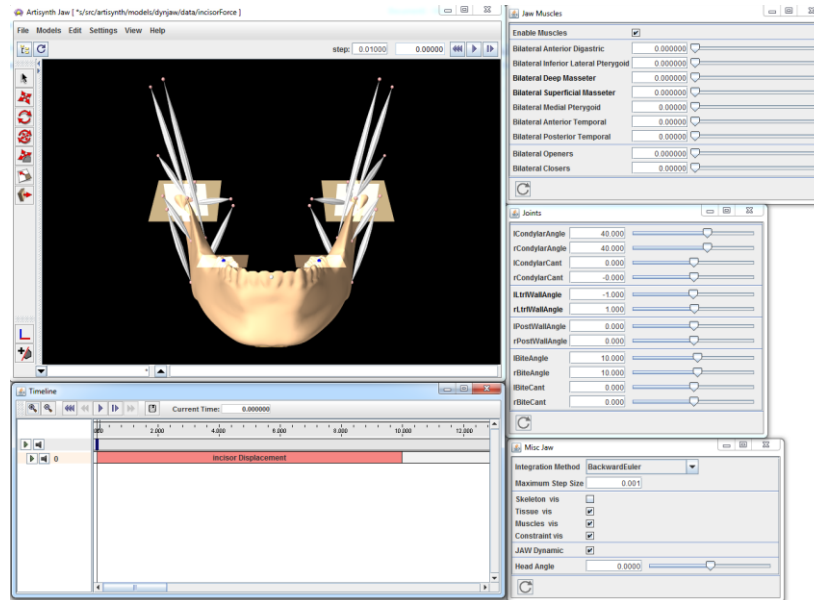 Artisynth Jaw [ *s/src/artisynth/models/dynjaw/data/incisorForce ]
File Models Edit Settings View Help
step: 0.01000 0.00000
Timeline
Current Time: 0.000000
2.000 4.000 6.000 8.000 10.000 12.000
0 Incisor Displacement
Jaw Muscles
Enable Muscles
Bilateral Anterior Digastric 0.000000
Bilateral Inferior Lateral Pterygoid 0.000000
Bilateral Deep Masseter 0.000000
Bilateral Superficial Masseter 0.000000
Bilateral Medial Pterygoid 0.00000
Bilateral Anterior Temporal 0.00000
Bilateral Posterior Temporal 0.00000
Bilateral Openers 0.000000
Bilateral Closers 0.00000
Joints
lCondylarAngle 40.000
rCondylarAngle 40.000
lCondylarCant 0.000
rCondylarCant -0.000
lLtrlWallAngle -1.000
rLtrlWallAngle 1.000
lPostWallAngle 0.000
rPostWallAngle 0.000
lBiteAngle 10.000
rBiteAngle 10.000
lBiteCant 0.000
rBiteCant 0.000
Misc Jaw
Integration Method BackwardEuler
Maximum Step Size 0.001
Skeleton vis
Tissue vis
Muscles vis
Constraint vis
JAW Dynamic
Head Angle 0.0000